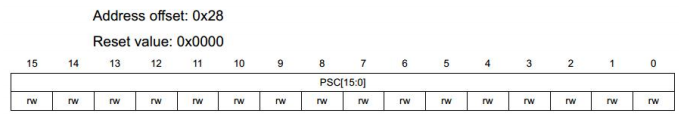 Address offset: 0x28
Reset value: 0x0000
15 14 13 12 11 10 9 8 7 6 5 4 3 2 1 0
PSC[15:0]
rw rw rw rw rw rw rw rw rw rw rw rw rw rw rw rw